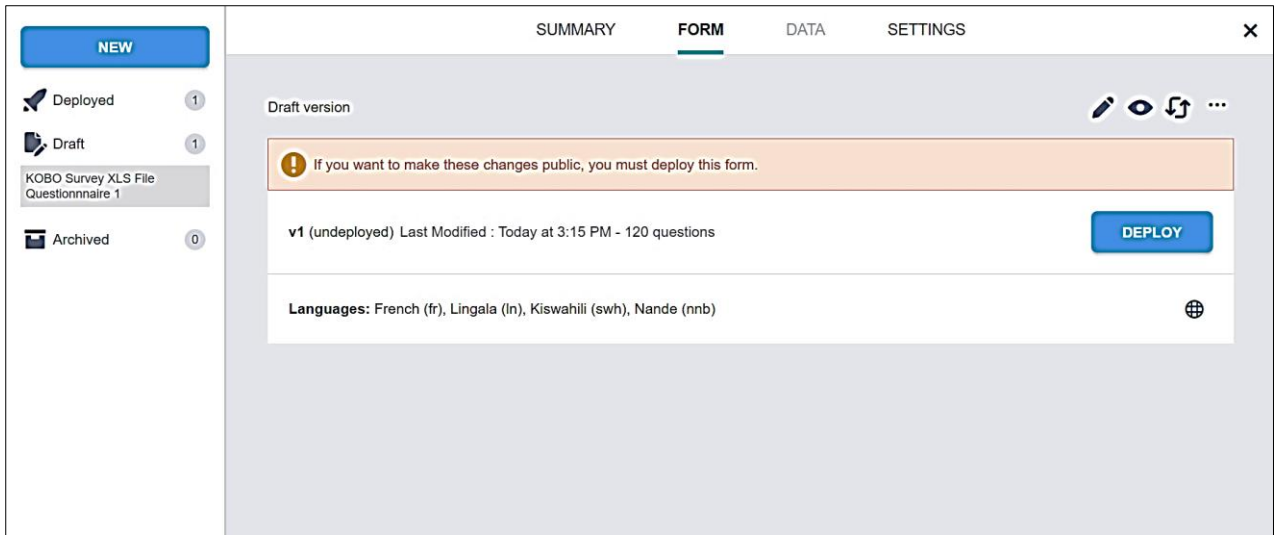 SUMMARY FORM DATA SETTINGS
NEW
Deployed 1
Draft 1
KOBO Survey XLS File
Questionnnaire 1
Archived 0
Draft version
If you want to make these changes public, you must deploy this form.
v1 (undeployed) Last Modified : Today at 3:15 PM - 120 questions
DEPLOY
Languages: French (fr), Lingala (ln), Kiswahili (swh), Nande (nnb)